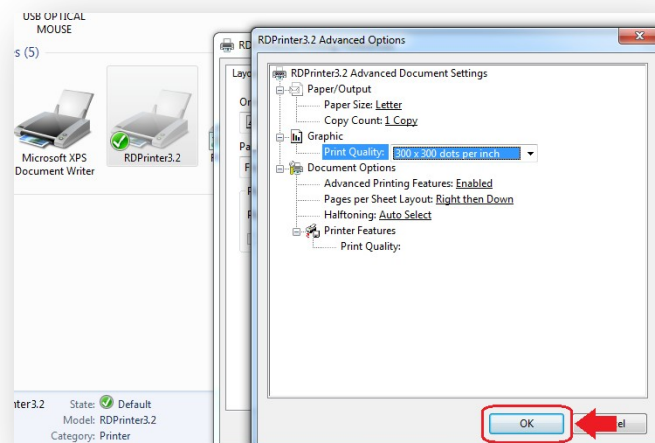 USB OPTICAL
MOUSE
s (5)
Microsoft XPS
Document Writer
RDPrinter3.2
RDPrinter3.2 Advanced Options
RDPrinter3.2 Advanced Document Settings
Paper/Output
Paper Size: Letter
Copy Count: 1 Copy
Graphic
Print Quality: 300 x 300 dots per inch
Document Options
Advanced Printing Features: Enabled
Pages per Sheet Layout: Right then Down
Halftoning: Auto Select
Printer Features
Print Quality:
OK
nter3.2 State: Default
Model: RDPrinter3.2
Category: Printer